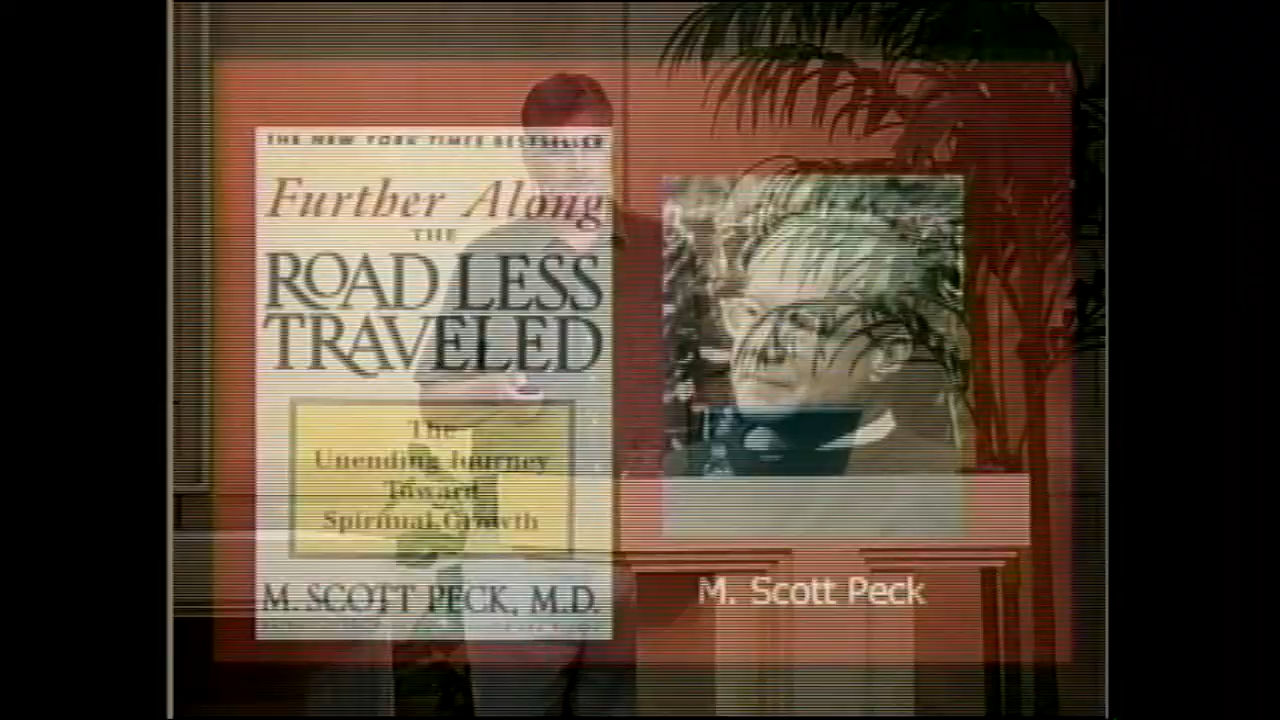 THE NEW YORK TIMES BESTSELLER
Further Along
THE
ROAD LESS
TRAVELED
The
Unending Journey
Toward
Spiritual Growth
M. SCOTT PECK, M.D.
M. Scott Peck